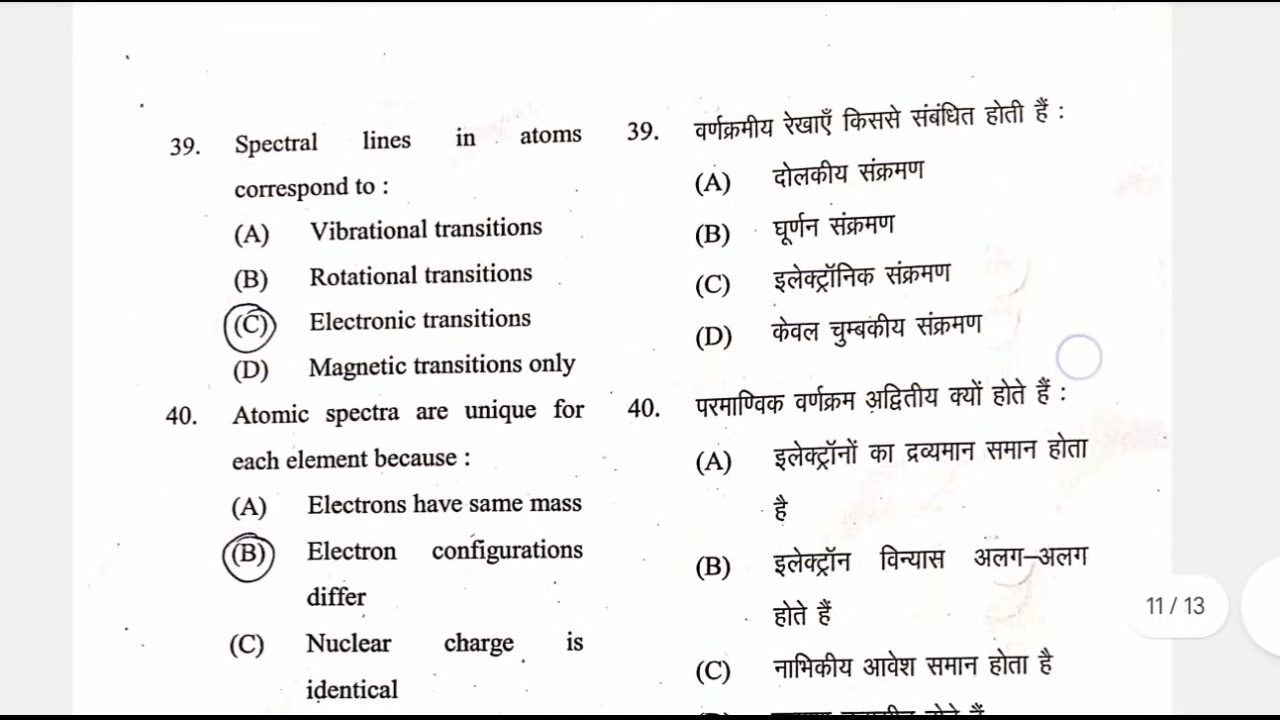 39. Spectral lines in atoms
correspond to :
(A) Vibrational transitions
(B) Rotational transitions
(C) Electronic transitions
(D) Magnetic transitions only
40. Atomic spectra are unique for
each element because :
(A) Electrons have same mass
(B) Electron configurations
differ
(C) Nuclear charge is
identical
39. वर्णक्रमीय रेखाएँ किससे संबंधित होती हैं :
(A) दोलकीय संक्रमण
(B) घूर्णन संक्रमण
(C) इलेक्ट्रॉनिक संक्रमण
(D) केवल चुम्बकीय संक्रमण
40. परमाण्विक वर्णक्रम अद्वितीय क्यों होते हैं :
(A) इलेक्ट्रॉनों का द्रव्यमान समान होता
है
(B) इलेक्ट्रॉन विन्यास अलग–अलग
होते हैं
(C) नाभिकीय आवेश समान होता है
11 / 13